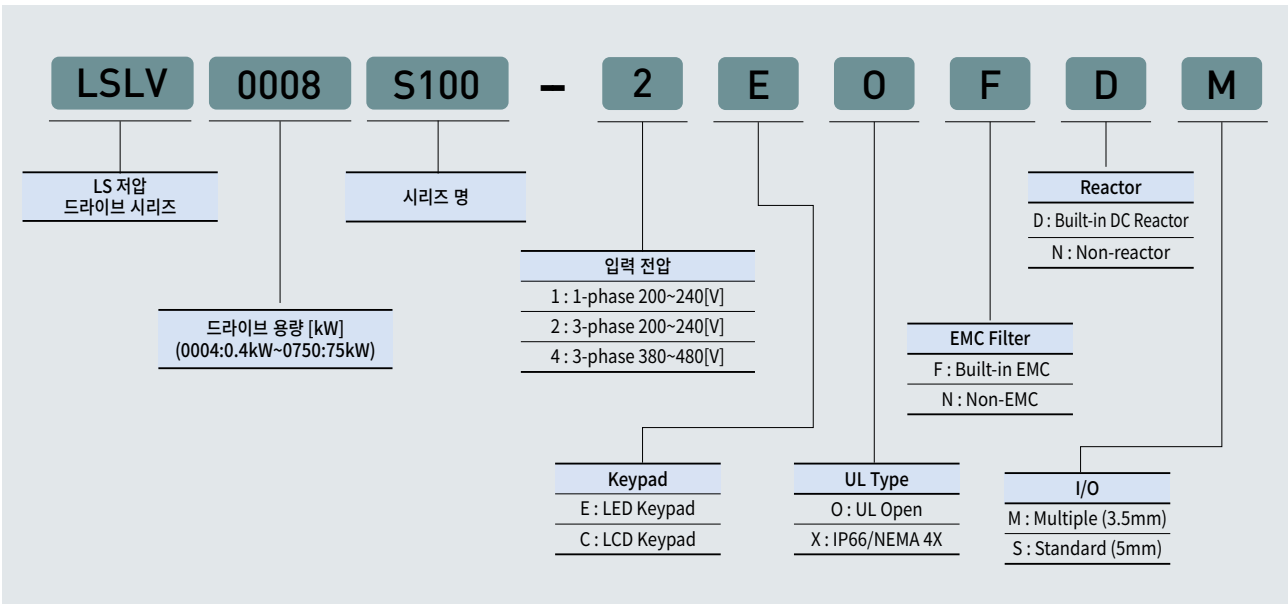 LSLV 0008 S100 – 2 E O F D M
LS 저압
드라이브 시리즈
시리즈 명
드라이브 용량 [kW]
(0004:0.4kW~0750:75kW)
입력 전압
1 : 1-phase 200~240[V]
2 : 3-phase 200~240[V]
4 : 3-phase 380~480[V]
Keypad
E : LED Keypad
C : LCD Keypad
UL Type
O : UL Open
X : IP66/NEMA 4X
EMC Filter
F : Built-in EMC
N : Non-EMC
Reactor
D : Built-in DC Reactor
N : Non-reactor
I/O
M : Multiple (3.5mm)
S : Standard (5mm)